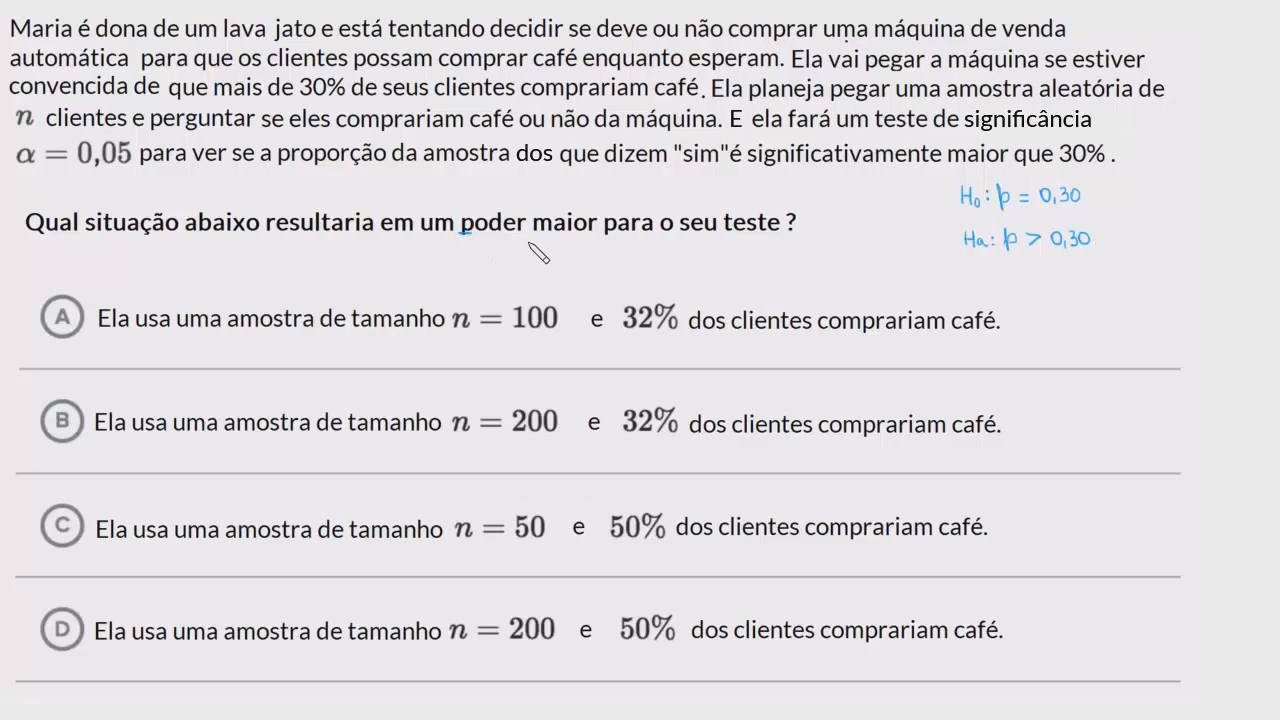 Maria é dona de um lava jato e está tentando decidir se deve ou não comprar uma máquina de venda
automática para que os clientes possam comprar café enquanto esperam. Ela vai pegar a máquina se estiver
convencida de que mais de 30% de seus clientes comprariam café. Ela planeja pegar uma amostra aleatória de
n clientes e perguntar se eles comprariam café ou não da máquina. E ela fará um teste de significância
α = 0,05 para ver se a proporção da amostra dos que dizem "sim"é significativamente maior que 30% .
H₀: p = 0,30
Qual situação abaixo resultaria em um poder maior para o seu teste ?
Ha: p > 0,30
A Ela usa uma amostra de tamanho n = 100 e 32% dos clientes comprariam café.
B Ela usa uma amostra de tamanho n = 200 e 32% dos clientes comprariam café.
C Ela usa uma amostra de tamanho n = 50 e 50% dos clientes comprariam café.
D Ela usa uma amostra de tamanho n = 200 e 50% dos clientes comprariam café.